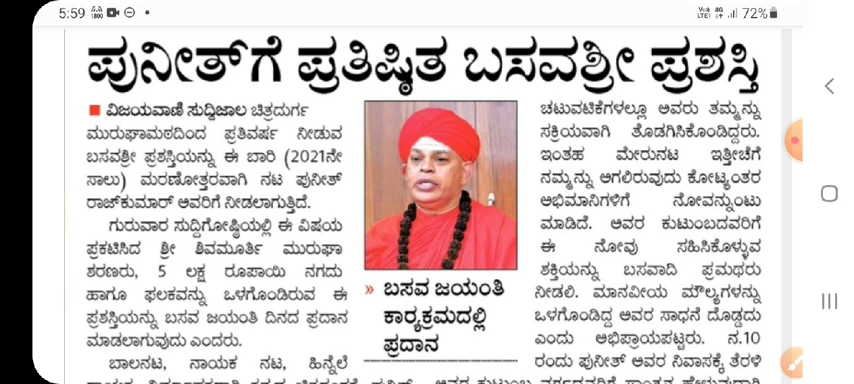 5:59
72%
ಪುನೀತ್‌ಗೆ ಪ್ರತಿಷ್ಠಿತ ಬಸವಶ್ರೀ ಪ್ರಶಸ್ತಿ
■ ವಿಜಯವಾಣಿ ಸುದ್ದಿಜಾಲ ಚಿತ್ರದುರ್ಗ
ಮುರುಘಾಮಠದಿಂದ ಪ್ರತಿವರ್ಷ ನೀಡುವ
ಬಸವಶ್ರೀ ಪ್ರಶಸ್ತಿಯನ್ನು ಈ ಬಾರಿ (2021ನೇ
ಸಾಲು) ಮರಣೋತ್ತರವಾಗಿ ನಟ ಪುನೀತ್
ರಾಜ್‌ಕುಮಾರ್ ಅವರಿಗೆ ನೀಡಲಾಗುತ್ತಿದೆ.
ಗುರುವಾರ ಸುದ್ದಿಗೋಷ್ಠಿಯಲ್ಲಿ ಈ ವಿಷಯ
ಪ್ರಕಟಿಸಿದ ಶ್ರೀ ಶಿವಮೂರ್ತಿ ಮುರುಘಾ
ಶರಣರು, 5 ಲಕ್ಷ ರೂಪಾಯಿ ನಗದು
ಹಾಗೂ ಫಲಕವನ್ನು ಒಳಗೊಂಡಿರುವ ಈ
ಪ್ರಶಸ್ತಿಯನ್ನು ಬಸವ ಜಯಂತಿ ದಿನದ ಪ್ರದಾನ
ಮಾಡಲಾಗುವುದು ಎಂದರು.
ಬಾಲನಟ, ನಾಯಕ ನಟ, ಹಿನ್ನೆಲೆ
» ಬಸವ ಜಯಂತಿ
ಕಾರ್‍ಯಕ್ರಮದಲ್ಲಿ
ಪ್ರದಾನ
ಚಟುವಟಿಕೆಗಳಲ್ಲೂ ಅವರು ತಮ್ಮನ್ನು
ಸಕ್ರಿಯವಾಗಿ ತೊಡಗಿಸಿಕೊಂಡಿದ್ದರು.
ಇಂತಹ ಮೇರುನಟ ಇತ್ತೀಚೆಗೆ
ನಮ್ಮನ್ನು ಅಗಲಿರುವುದು ಕೋಟ್ಯಂತರ
ಅಭಿಮಾನಿಗಳಿಗೆ ನೋವನ್ನುಂಟು
ಮಾಡಿದೆ. ಅವರ ಕುಟುಂಬದವರಿಗೆ
ಈ ನೋವು ಸಹಿಸಿಕೊಳ್ಳುವ
ಶಕ್ತಿಯನ್ನು ಬಸವಾದಿ ಪ್ರಮಥರು
ನೀಡಲಿ. ಮಾನವೀಯ ಮೌಲ್ಯಗಳನ್ನು
ಒಳಗೊಂಡಿದ್ದ ಅವರ ಸಾಧನೆ ದೊಡ್ಡದು
ಎಂದು ಅಭಿಪ್ರಾಯಪಟ್ಟರು. ನ.10
ರಂದು ಪುನೀತ್ ಅವರ ನಿವಾಸಕ್ಕೆ ತೆರಳಿ